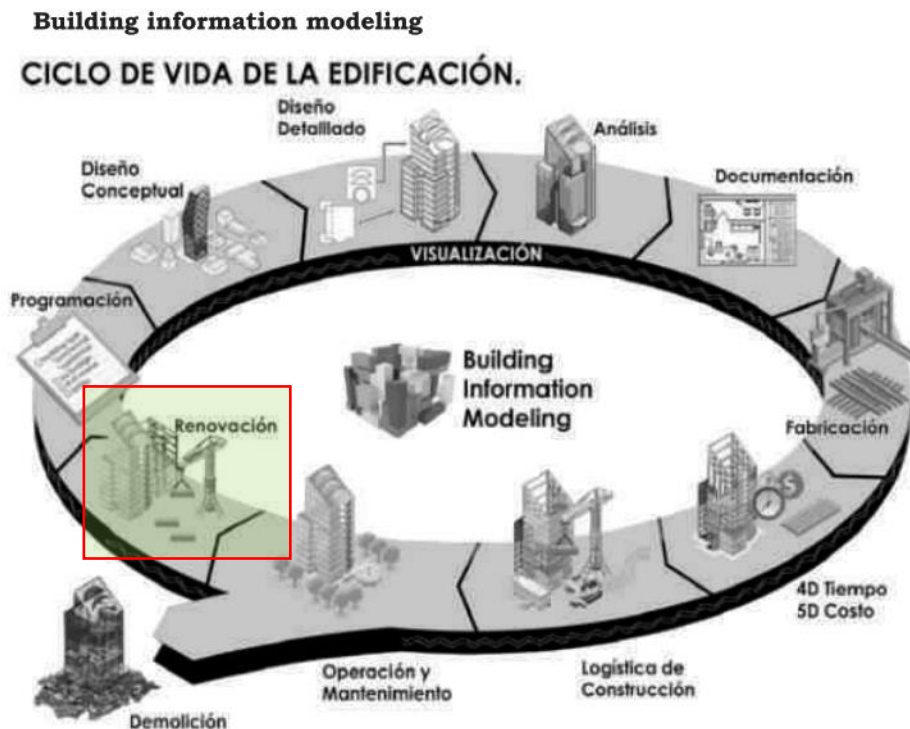 Building information modeling
CICLO DE VIDA DE LA EDIFICACIÓN.
Diseño
Detalllado
Análisis
Diseño
Conceptual
Documentación
VISUALIZACIÓN
Programación
Building
Information
Modeling
Renovación
Fabricación
4D Tiempo
5D Costo
Operación y
Mantenimiento
Logística de
Construcción
Demolición